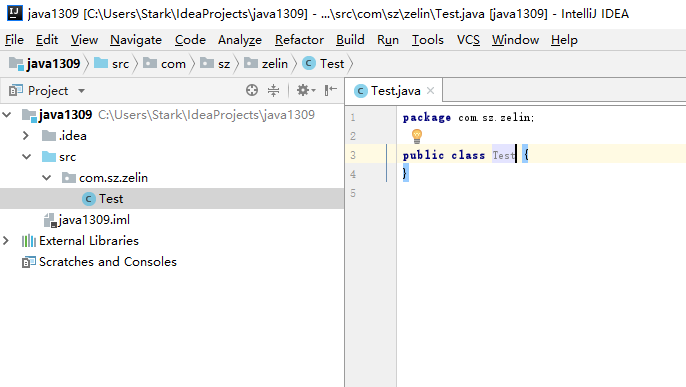 java1309 [C:\Users\Stark\IdeaProjects\java1309] - ...\src\com\sz\zelin\Test.java [java1309] - IntelliJ IDEA
File Edit View Navigate Code Analyze Refactor Build Run Tools VCS Window Help
java1309 src com sz zelin Test
Project
Test.java
java1309 C:\Users\Stark\IdeaProjects\java1309
.idea
src
com.sz.zelin
Test
java1309.iml
External Libraries
Scratches and Consoles
1 package com.sz.zelin;
2
3 public class Test {
4 }
5